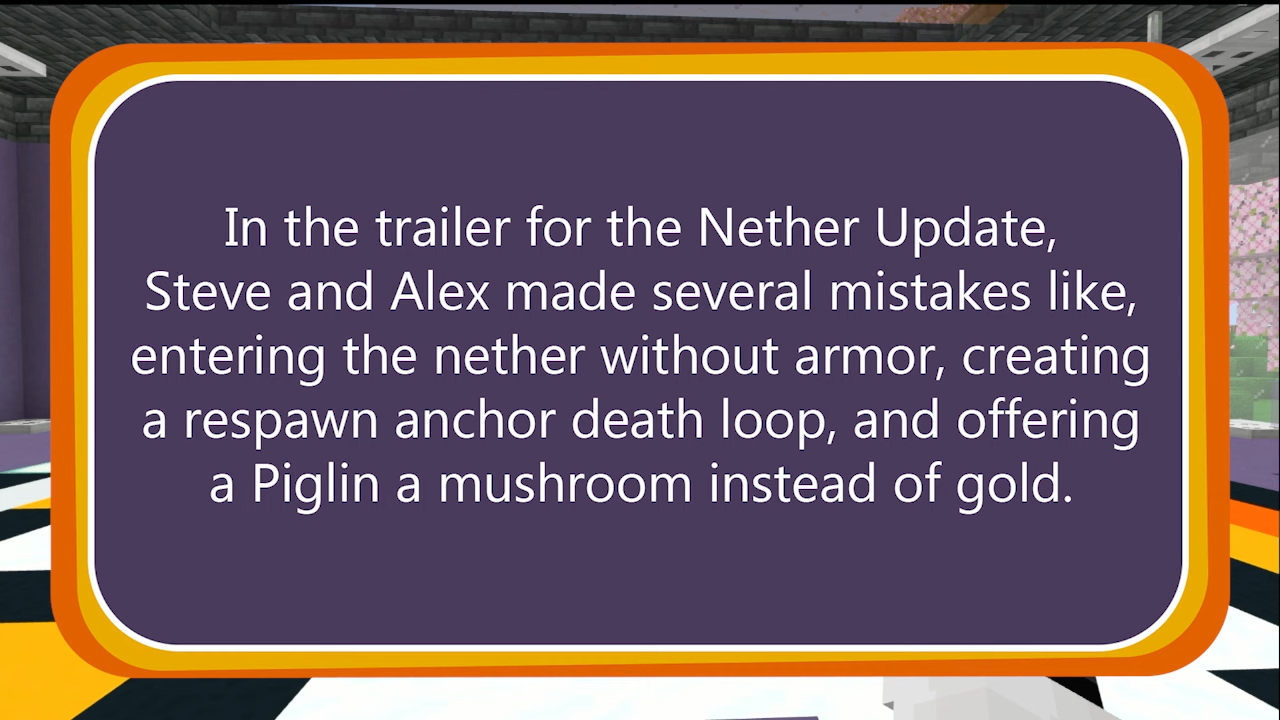 In the trailer for the Nether Update,
Steve and Alex made several mistakes like,
entering the nether without armor, creating
a respawn anchor death loop, and offering
a Piglin a mushroom instead of gold.